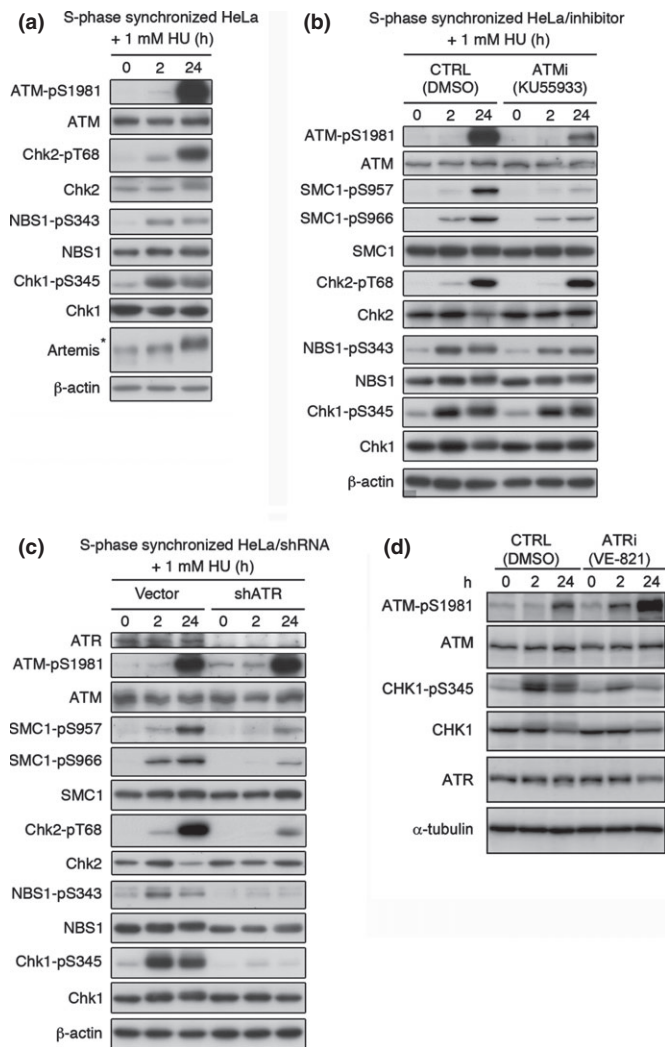 (a)
S-phase synchronized HeLa
+ 1 mM HU (h)
0 2 24
ATM-pS1981
ATM
Chk2-pT68
Chk2
NBS1-pS343
NBS1
Chk1-pS345
Chk1
Artemis*
β-actin
(b)
S-phase synchronized HeLa/inhibitor
+ 1 mM HU (h)
CTRL (DMSO) ATMi (KU55933)
0 2 24 0 2 24
ATM-pS1981
ATM
SMC1-pS957
SMC1-pS966
SMC1
Chk2-pT68
Chk2
NBS1-pS343
NBS1
Chk1-pS345
Chk1
β-actin
(c)
S-phase synchronized HeLa/shRNA
+ 1 mM HU (h)
Vector shATR
0 2 24 0 2 24
ATR
ATM-pS1981
ATM
SMC1-pS957
SMC1-pS966
SMC1
Chk2-pT68
Chk2
NBS1-pS343
NBS1
Chk1-pS345
Chk1
β-actin
(d)
CTRL (DMSO) ATRi (VE-821)
h 0 2 24 0 2 24
ATM-pS1981
ATM
CHK1-pS345
CHK1
ATR
α-tubulin